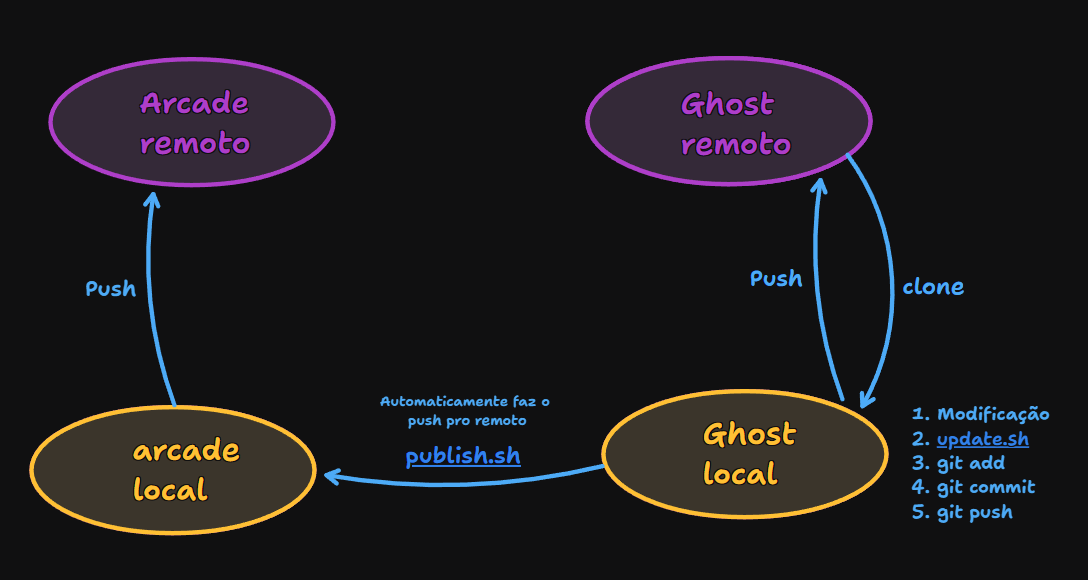 Arcade
remoto
Ghost
remoto
Push
Push
clone
Automaticamente faz o
push pro remoto
publish.sh
arcade
local
Ghost
local
1. Modificação
2. update.sh
3. git add
4. git commit
5. git push